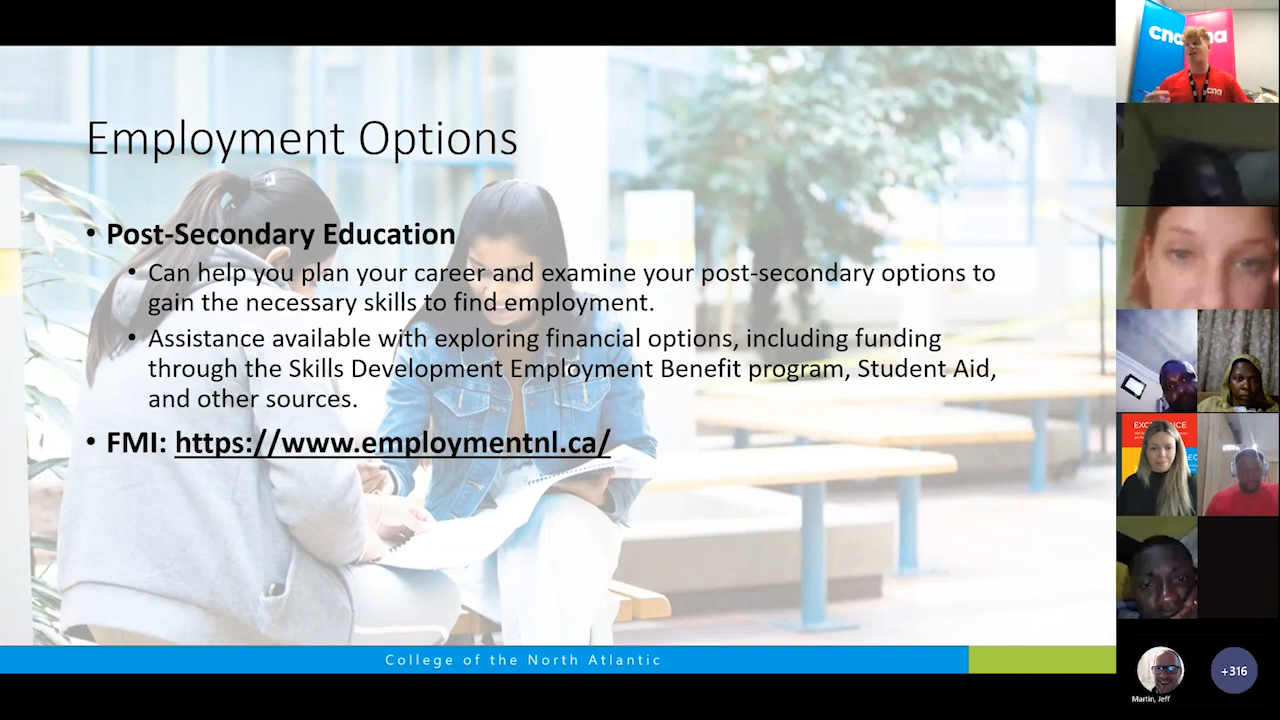 Employment Options
• Post-Secondary Education
• Can help you plan your career and examine your post-secondary options to
gain the necessary skills to find employment.
• Assistance available with exploring financial options, including funding
through the Skills Development Employment Benefit program, Student Aid,
and other sources.
• FMI: https://www.employmentnl.ca/
College of the North Atlantic
cna
na
cna
Martin, Jeff
+316